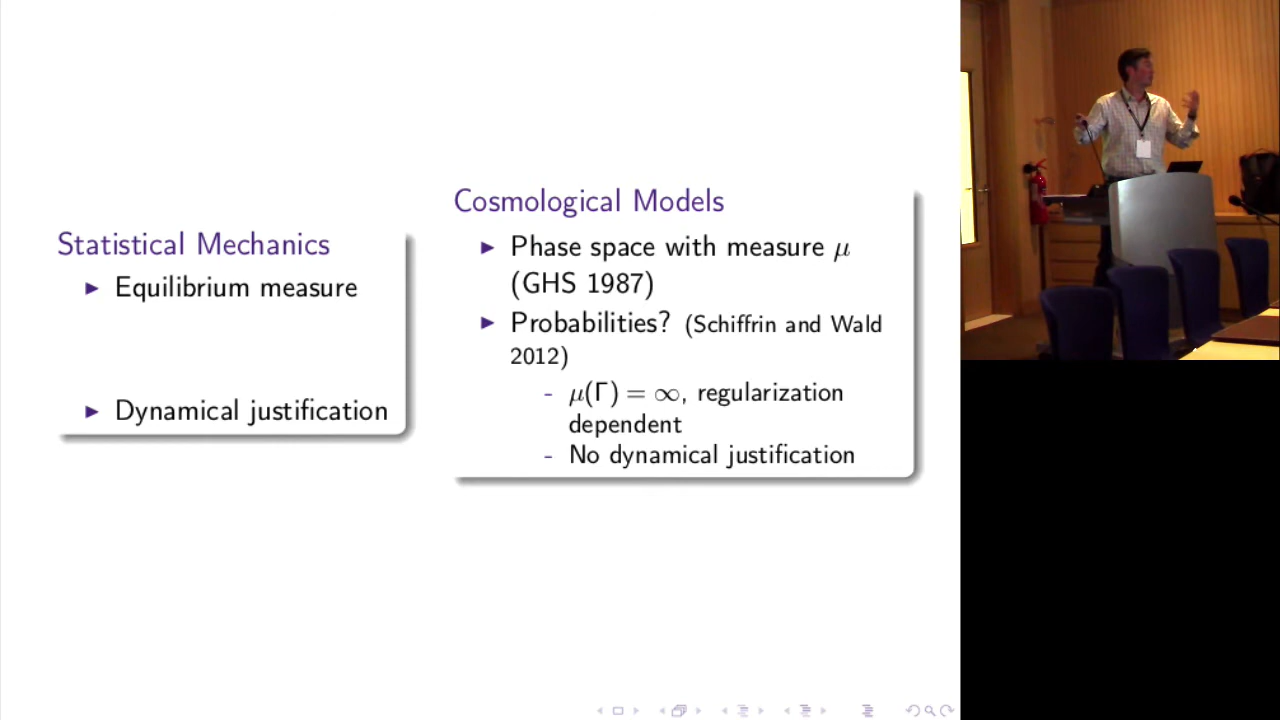 Statistical Mechanics
Equilibrium measure
Dynamical justification
Cosmological Models
Phase space with measure μ
(GHS 1987)
Probabilities? (Schiffrin and Wald
2012)
- μ(Γ) = ∞, regularization
dependent
- No dynamical justification